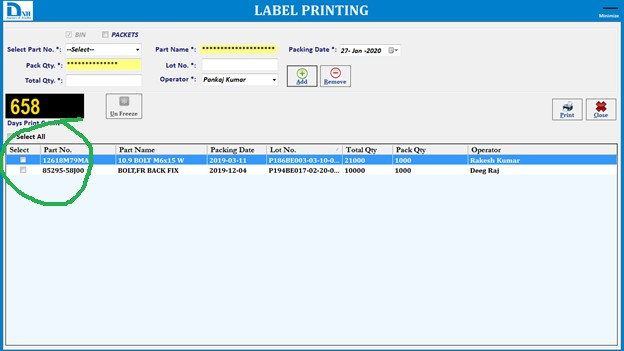 DNH
LABEL PRINTING
Minimize
BIN PACKETS
Select Part No. *: --Select-- Part Name *: ******************** Packing Date *: 27- Jan -2020
Pack Qty. *: ************** Lot No. *:
Total Qty. *: Operator *: Pankaj Kumar Add Remove
658 Un Freeze Print Close
Days Print
Select All
Select Part No. Part Name Packing Date Lot No. Total Qty Pack Qty Operator
12618M79MA 10.9 BOLT M6x15 W 2019-03-11 P186BE003-03-10-0... 21000 1000 Rakesh Kumar
85295-58J00 BOLT,FR BACK FIX 2019-12-04 P194BE017-02-20-0... 10000 1000 Deeg Raj